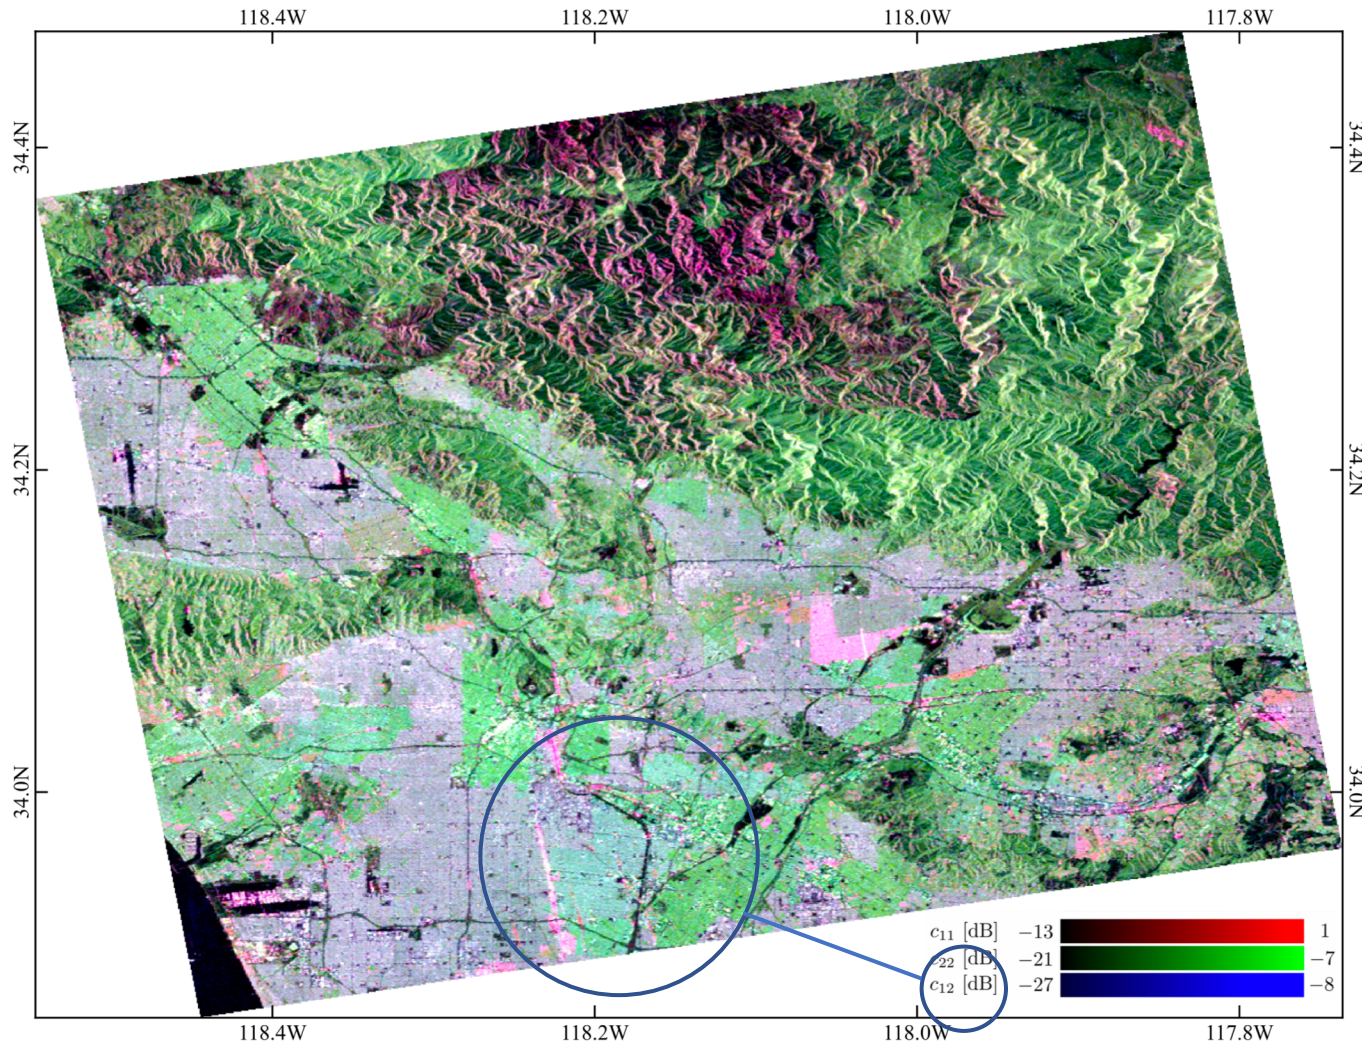 118.4W 118.2W 118.0W 117.8W
34.4N 34.4N
34.2N 34.2N
34.0N 34.0N
c11 [dB] −13 1
c22 [dB] −21 −7
c12 [dB] −27 −8
118.4W 118.2W 118.0W 117.8W